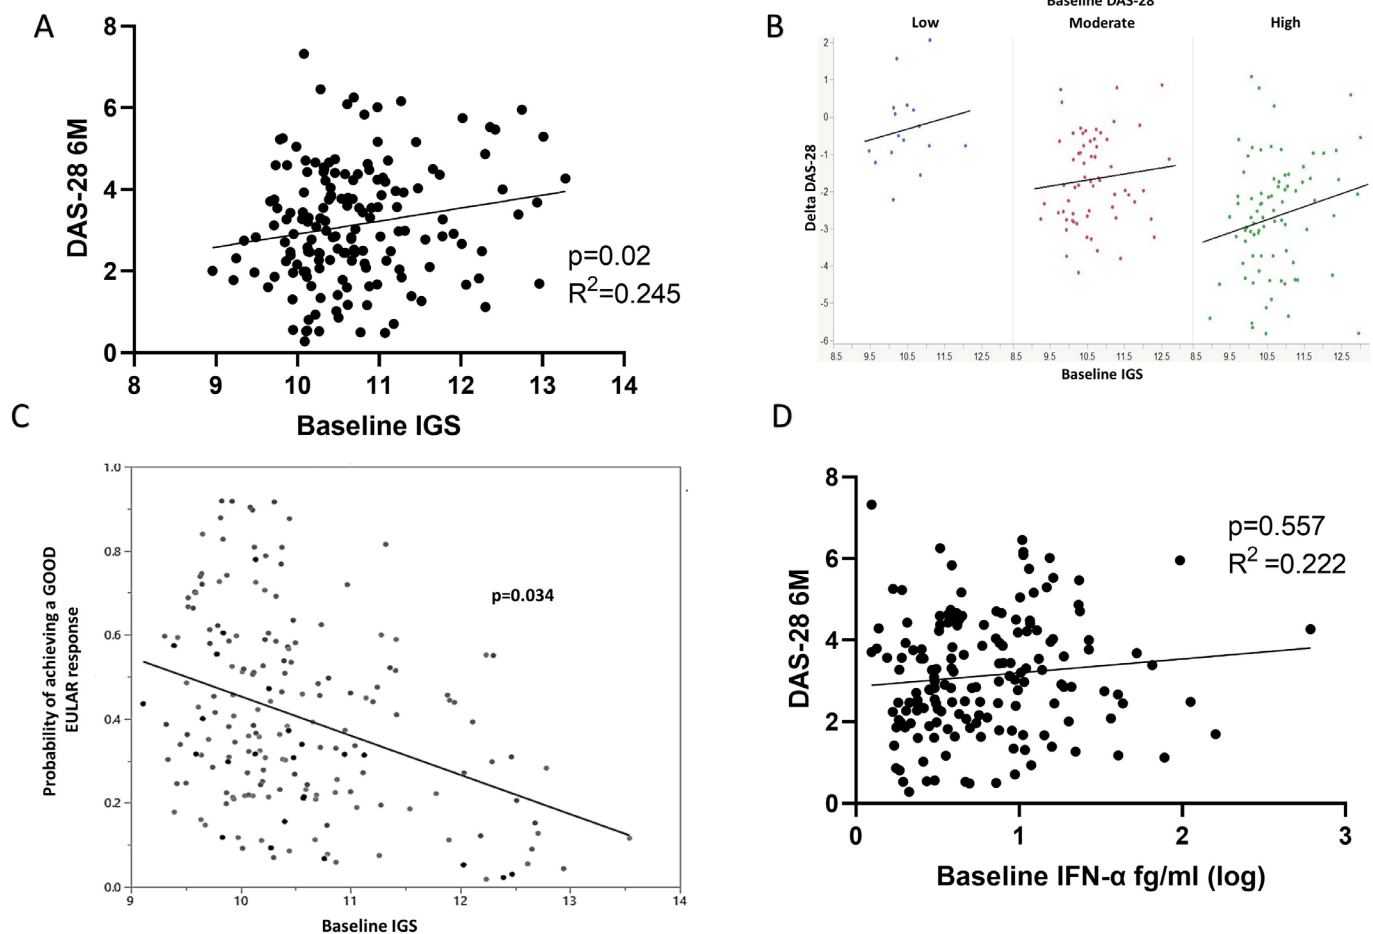 A
8
6
4
2
0
DAS-28 6M
p=0.02
R2=0.245
8 9 10 11 12 13 14
Baseline IGS
B
Baseline DAS-28
Low Moderate High
2
1
0
-1
-2
-3
-4
-5
-6
Delta DAS-28
8.5 9.5 10.5 11.5 12.5 8.5 9.5 10.5 11.5 12.5 8.5 9.5 10.5 11.5 12.5
Baseline IGS
C
1.0
0.8
0.6
0.4
0.2
0.0
Probability of achieving a GOOD
EULAR response
p=0.034
9 10 11 12 13 14
Baseline IGS
D
8
6
4
2
0
DAS-28 6M
p=0.557
R2 =0.222
0 1 2 3
Baseline IFN-α fg/ml (log)